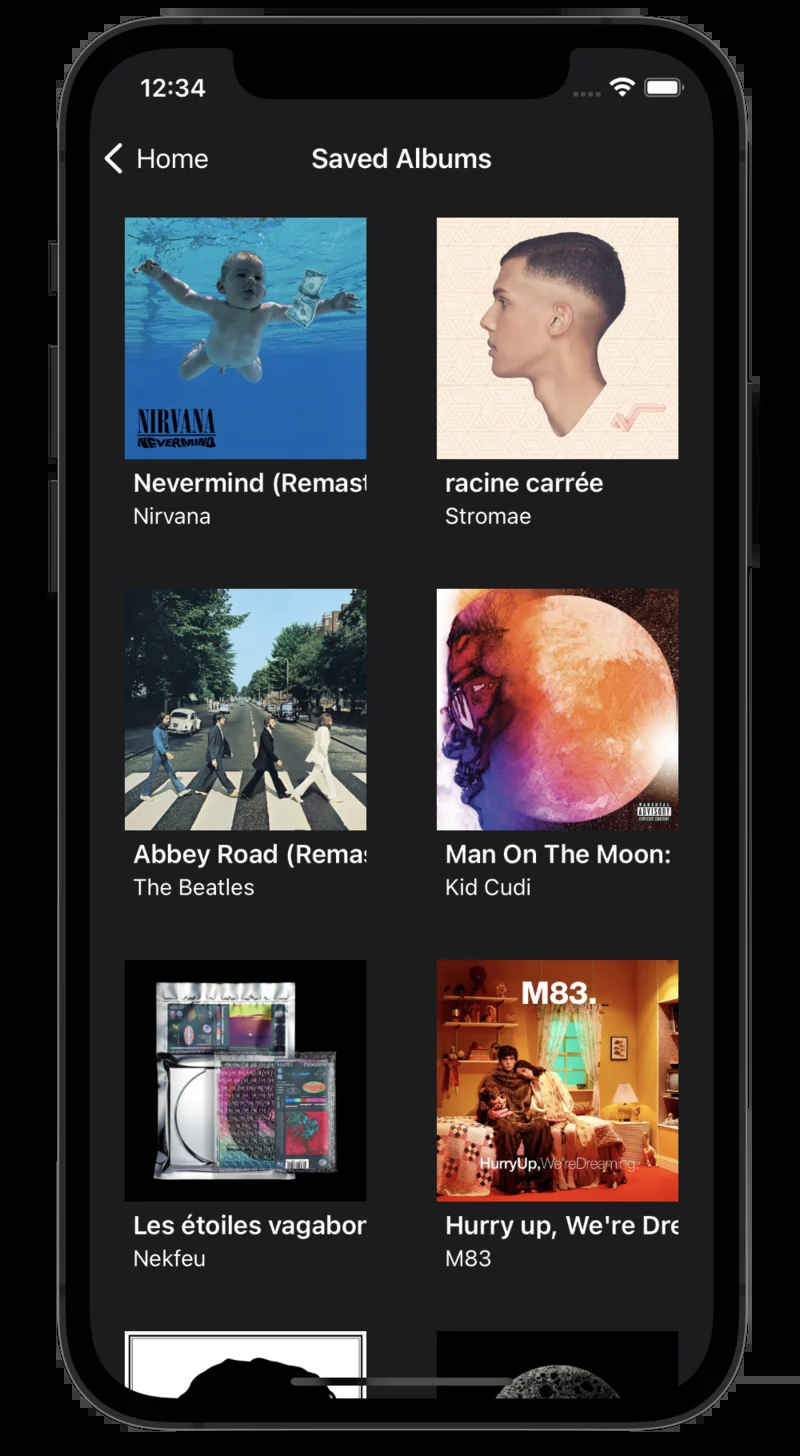 12:34
Home
Saved Albums
NIRVANA
NEVERMIND
Nevermind (Remast
Nirvana
racine carrée
Stromae
PARENTAL
ADVISORY
EXPLICIT CONTENT
Abbey Road (Remas
The Beatles
Man On The Moon:
Kid Cudi
M83.
HurryUp,We'reDreaming.
Les étoiles vagabon
Nekfeu
Hurry up, We're Dre
M83